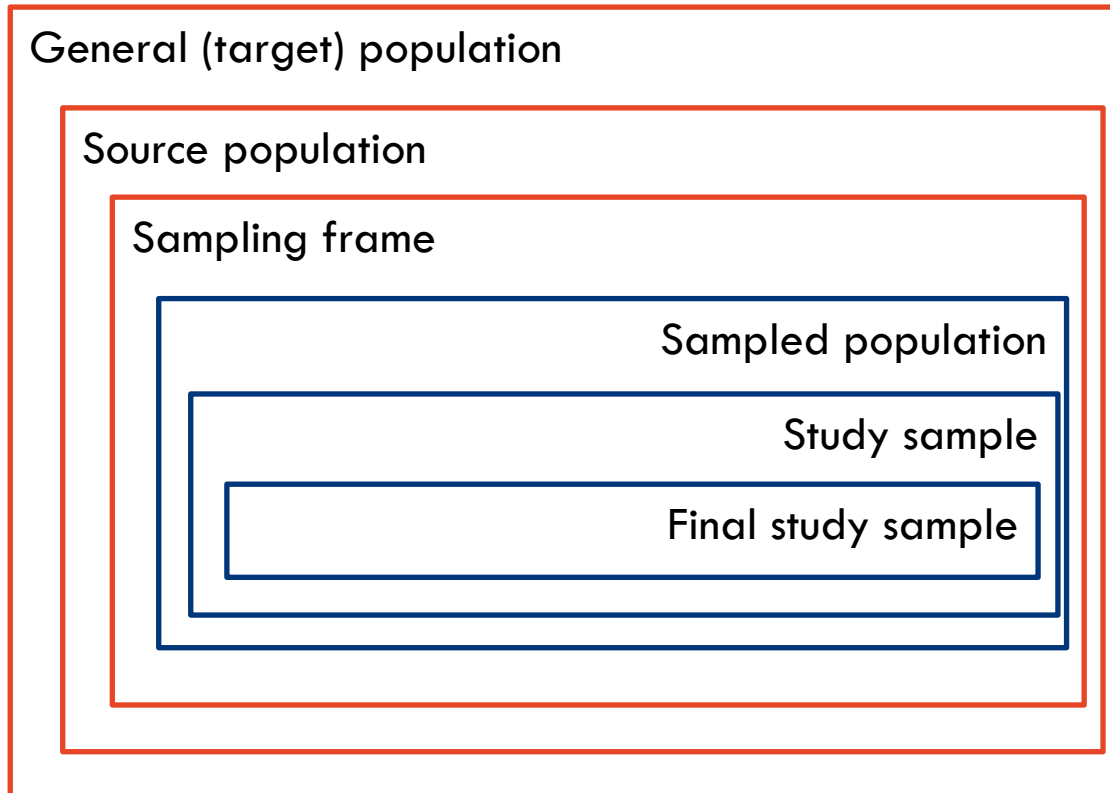 General (target) population
Source population
Sampling frame
Sampled population
Study sample
Final study sample